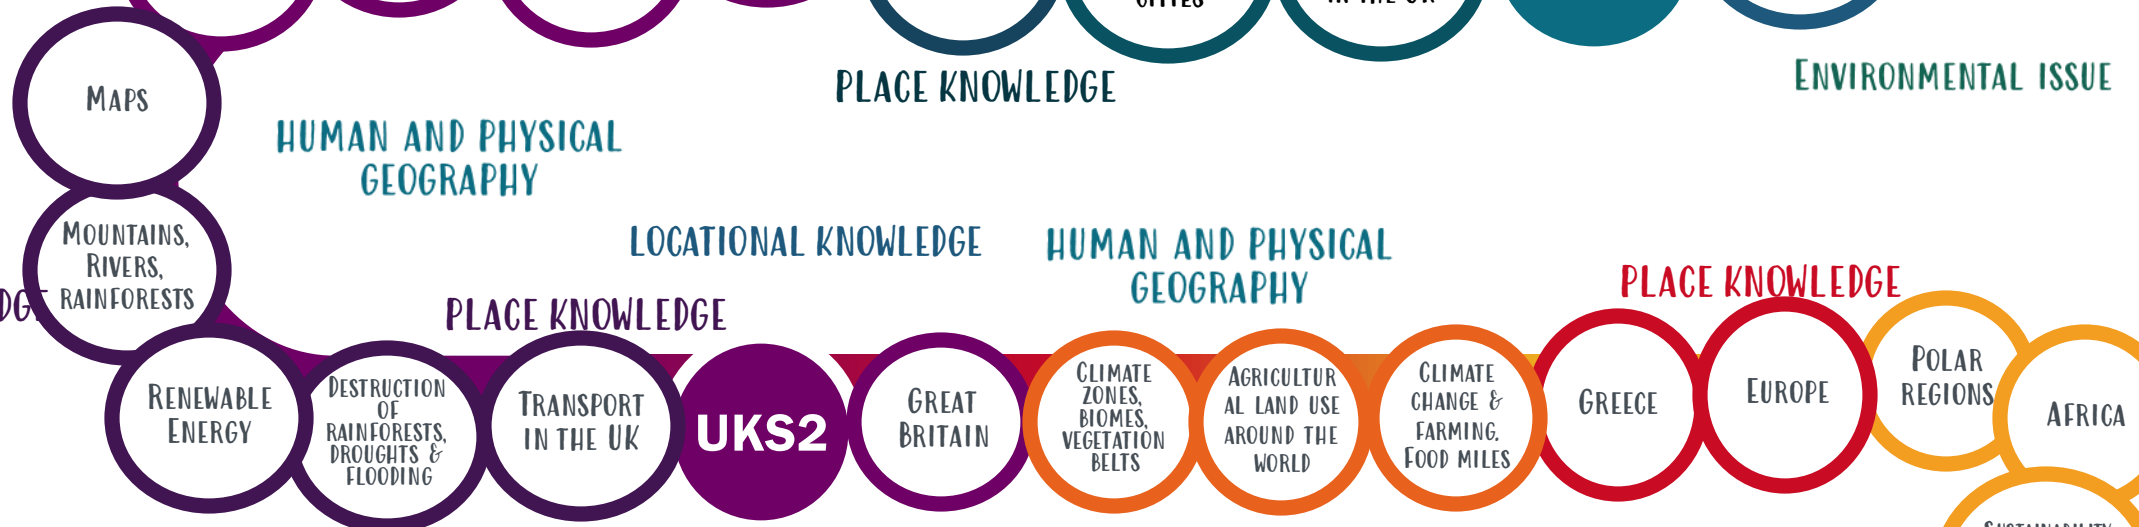 IN THE UK
PLACE KNOWLEDGE
ENVIRONMENTAL ISSUE
MAPS
HUMAN AND PHYSICAL
GEOGRAPHY
MOUNTAINS,
RIVERS,
RAINFORESTS
LOCATIONAL KNOWLEDGE
HUMAN AND PHYSICAL
GEOGRAPHY
PLACE KNOWLEDGE
PLACE KNOWLEDGE
RENEWABLE
ENERGY
DESTRUCTION
OF
RAINFORESTS,
DROUGHTS &
FLOODING
TRANSPORT
IN THE UK
UKS2
GREAT
BRITAIN
CLIMATE
ZONES,
BIOMES,
VEGETATION
BELTS
AGRICULTUR
AL LAND USE
AROUND THE
WORLD
CLIMATE
CHANGE &
FARMING,
FOOD MILES
GREECE
EUROPE
POLAR
REGIONS
AFRICA